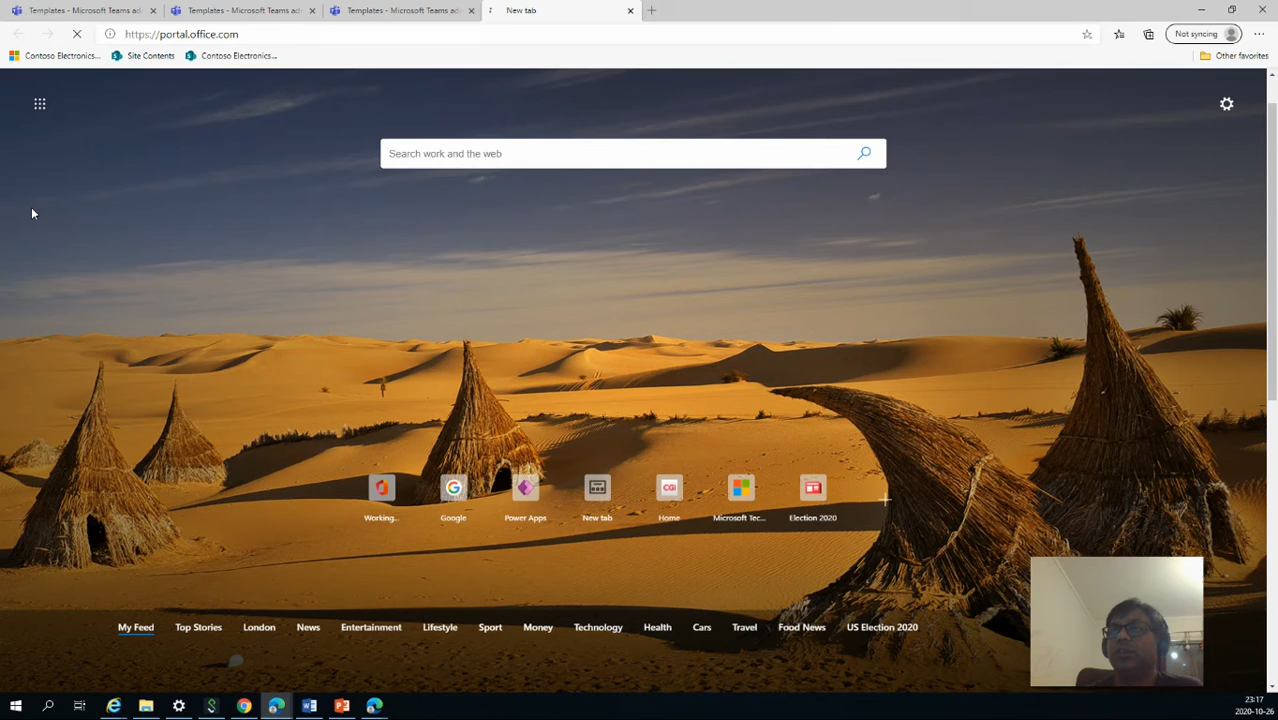 Templates - Microsoft Teams ad
Templates - Microsoft Teams ad
Templates - Microsoft Teams ad
New tab
https://portal.office.com
Not syncing
Contoso Electronics...
Site Contents
Contoso Electronics...
Other favorites
Search work and the web
Working...
Google
Power Apps
New tab
CGI
Home
Microsoft Tec...
Election 2020
My Feed
Top Stories
London
News
Entertainment
Lifestyle
Sport
Money
Technology
Health
Cars
Travel
Food News
US Election 2020
23:17
2020-10-26